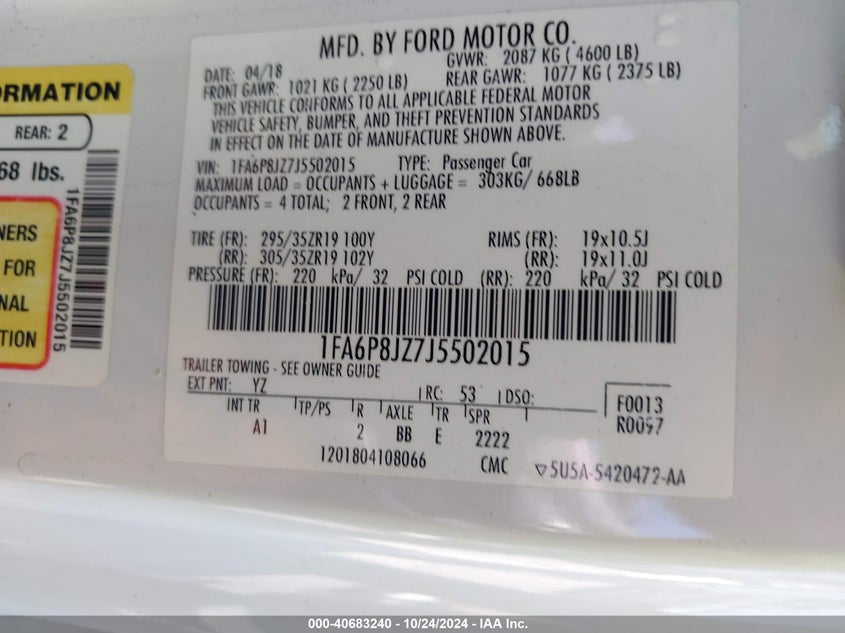 ORMATION
REAR: 2
68 lbs.
NERS
FOR
NAL
TION
1FA6P8JZ7J5502015
MFD. BY FORD MOTOR CO.
DATE: 04/18 GVWR: 2087 KG ( 4600 LB)
FRONT GAWR: 1021 KG ( 2250 LB) REAR GAWR: 1077 KG ( 2375 LB)
THIS VEHICLE CONFORMS TO ALL APPLICABLE FEDERAL MOTOR
VEHICLE SAFETY, BUMPER, AND THEFT PREVENTION STANDARDS
IN EFFECT ON THE DATE OF MANUFACTURE SHOWN ABOVE.
VIN: 1FA6P8JZ7J5502015 TYPE: Passenger Car
MAXIMUM LOAD = OCCUPANTS + LUGGAGE = 303KG/ 668LB
OCCUPANTS = 4 TOTAL; 2 FRONT, 2 REAR
TIRE (FR): 295/35ZR19 100Y RIMS (FR): 19x10.5J
(RR): 305/35ZR19 102Y (RR): 19x11.0J
PRESSURE (FR): 220 kPa/ 32 PSI COLD (RR): 220 kPa/ 32 PSI COLD
1FA6P8JZ7J5502015
TRAILER TOWING - SEE OWNER GUIDE
EXT PNT: YZ RC: 53 DSO: F0013
INT TR TP/PS R AXLE TR SPR R0097
A1 2 BB E 2222
1201804108066 CMC ▽5U5A-5420472-AA
000-40683240 - 10/24/2024 - IAA Inc.